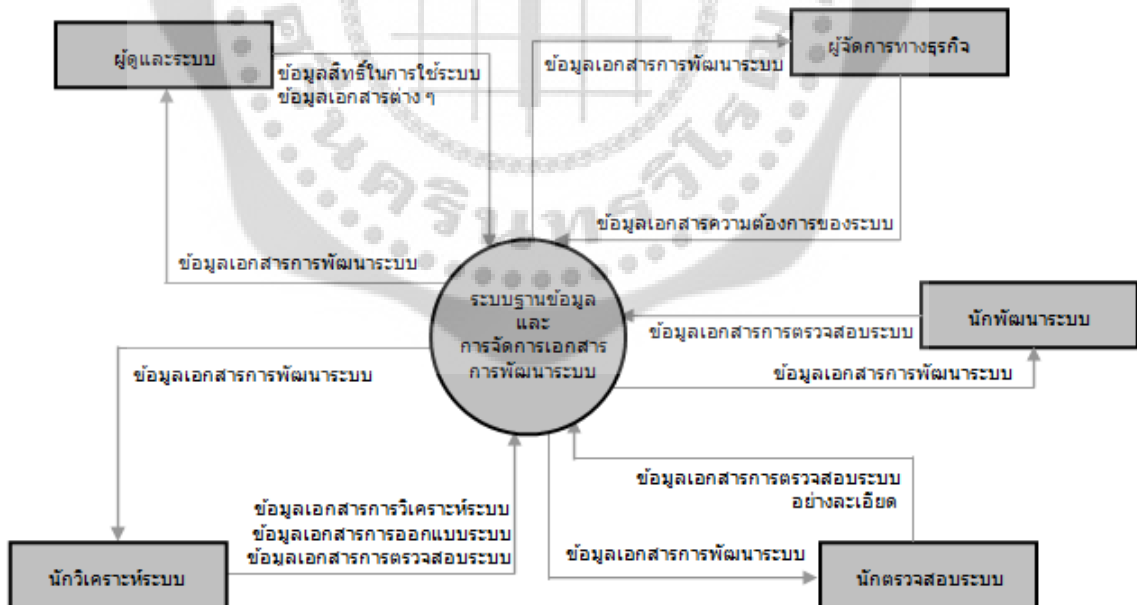 ผู้ดูและระบบ
ข้อมูลสิทธิ์ในการใช้ระบบ
ข้อมูลเอกสารต่าง ๆ
ข้อมูลเอกสารการพัฒนาระบบ
ผู้จัดการทางธุรกิจ
ข้อมูลเอกสารความต้องการของระบบ
ข้อมูลเอกสารการพัฒนาระบบ
ระบบฐานข้อมูล
และ
การจัดการเอกสาร
การพัฒนาระบบ
นักพัฒนาระบบ
ข้อมูลเอกสารการตรวจสอบระบบ
ข้อมูลเอกสารการพัฒนาระบบ
ข้อมูลเอกสารการพัฒนาระบบ
ข้อมูลเอกสารการตรวจสอบระบบ
อย่างละเอียด
ข้อมูลเอกสารการวิเคราะห์ระบบ
ข้อมูลเอกสารการออกแบบระบบ
ข้อมูลเอกสารการตรวจสอบระบบ
ข้อมูลเอกสารการพัฒนาระบบ
นักวิเคราะห์ระบบ
นักตรวจสอบระบบ